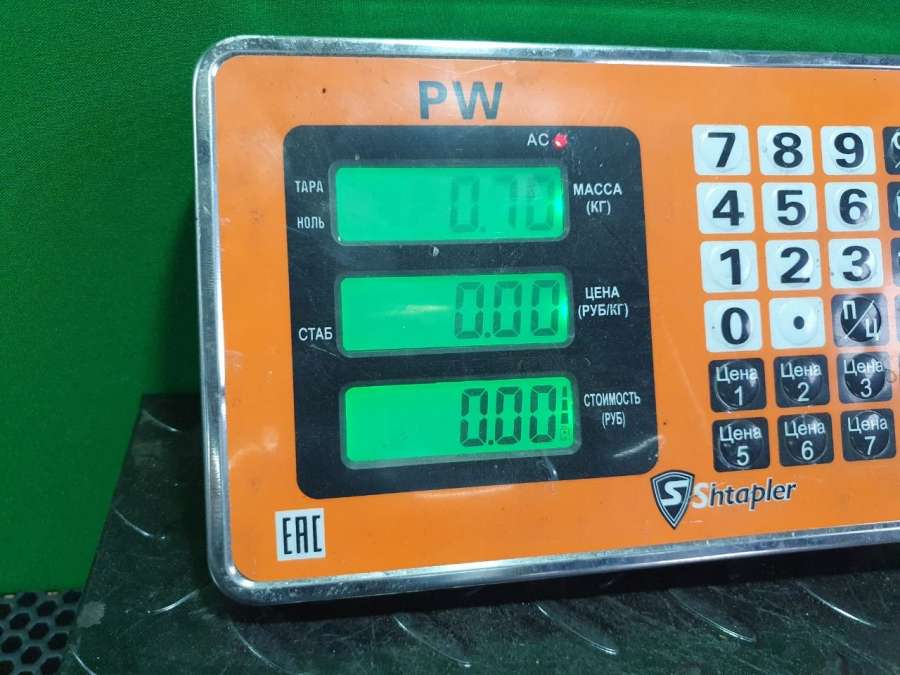 PW
AC
ТАРА
НОЛЬ
0.70
МАССА
(КГ)
СТАБ
0.00
ЦЕНА
(РУБ/КГ)
0.00
СТОИМОСТЬ
(РУБ)
7 8 9
4 5 6
1 2 3
0 . П/Ц
Цена 1 Цена 2 Цена 3
Цена 5 Цена 6 Цена 7
S Shtapler
EAC